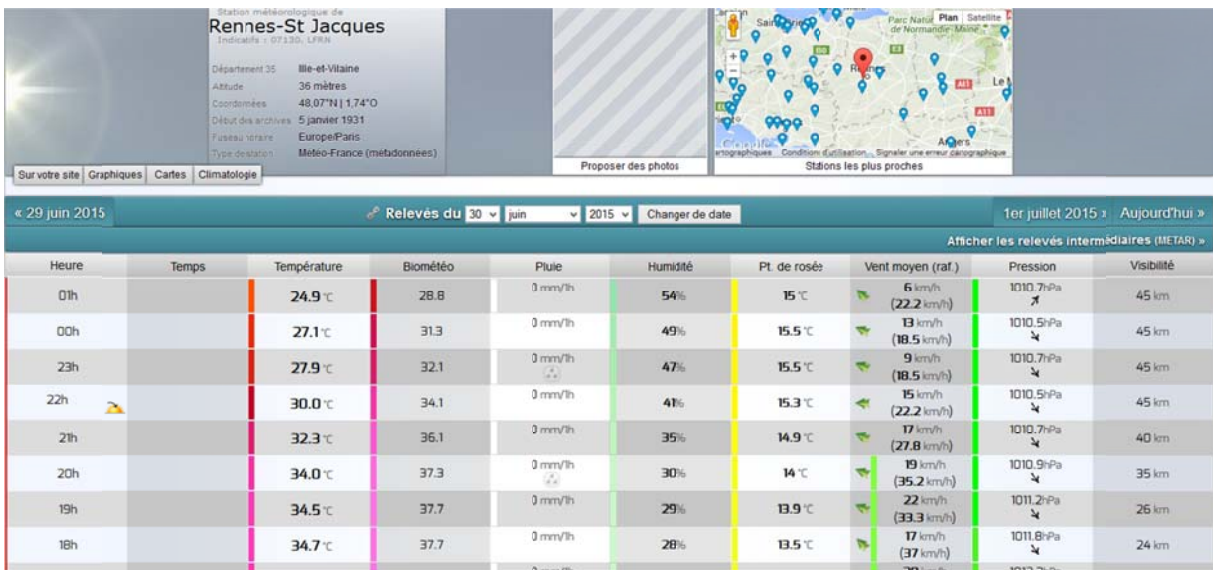 Station météorologique de
Rennes-St Jacques
Indicatifs : 07130, LFRN
Département 35 Ille-et-Vilaine
Altitude 36 mètres
Coordonnées 48,07°N | 1,74°O
Début des archives 5 janvier 1931
Fuseau horaire Europe/Paris
Type de station Météo-France (métadonnées)
Sur votre site Graphiques Cartes Climatologie
Proposer des photos
Plan Satellite
Parc Natu
de Normandie-Maine
E3
A11
Le M
A11
Angers
Conditions d'utilisation Signaler une erreur cartographique
Stations les plus proches
« 29 juin 2015 Relevés du 30 juin 2015 Changer de date 1er juillet 2015 » Aujourd'hui »
Afficher les relevés intermédiaires (METAR) »
Heure Temps Température Biométéo Pluie Humidité Pt. de rosée Vent moyen (raf.) Pression Visibilité
01h 24.9 °C 28.8 0 mm/1h 54% 15 °C 6 km/h (22.2 km/h) 1010.7hPa 45 km
00h 27.1 °C 31.3 0 mm/1h 49% 15.5 °C 13 km/h (18.5 km/h) 1010.5hPa 45 km
23h 27.9 °C 32.1 0 mm/1h 47% 15.5 °C 9 km/h (18.5 km/h) 1010.7hPa 45 km
22h 30.0 °C 34.1 0 mm/1h 41% 15.3 °C 15 km/h (22.2 km/h) 1010.5hPa 45 km
21h 32.3 °C 36.1 0 mm/1h 35% 14.9 °C 17 km/h (27.8 km/h) 1010.7hPa 40 km
20h 34.0 °C 37.3 0 mm/1h 30% 14 °C 19 km/h (35.2 km/h) 1010.9hPa 35 km
19h 34.5 °C 37.7 0 mm/1h 29% 13.9 °C 22 km/h (33.3 km/h) 1011.2hPa 26 km
18h 34.7 °C 37.7 0 mm/1h 28% 13.5 °C 17 km/h (37 km/h) 1011.8hPa 24 km